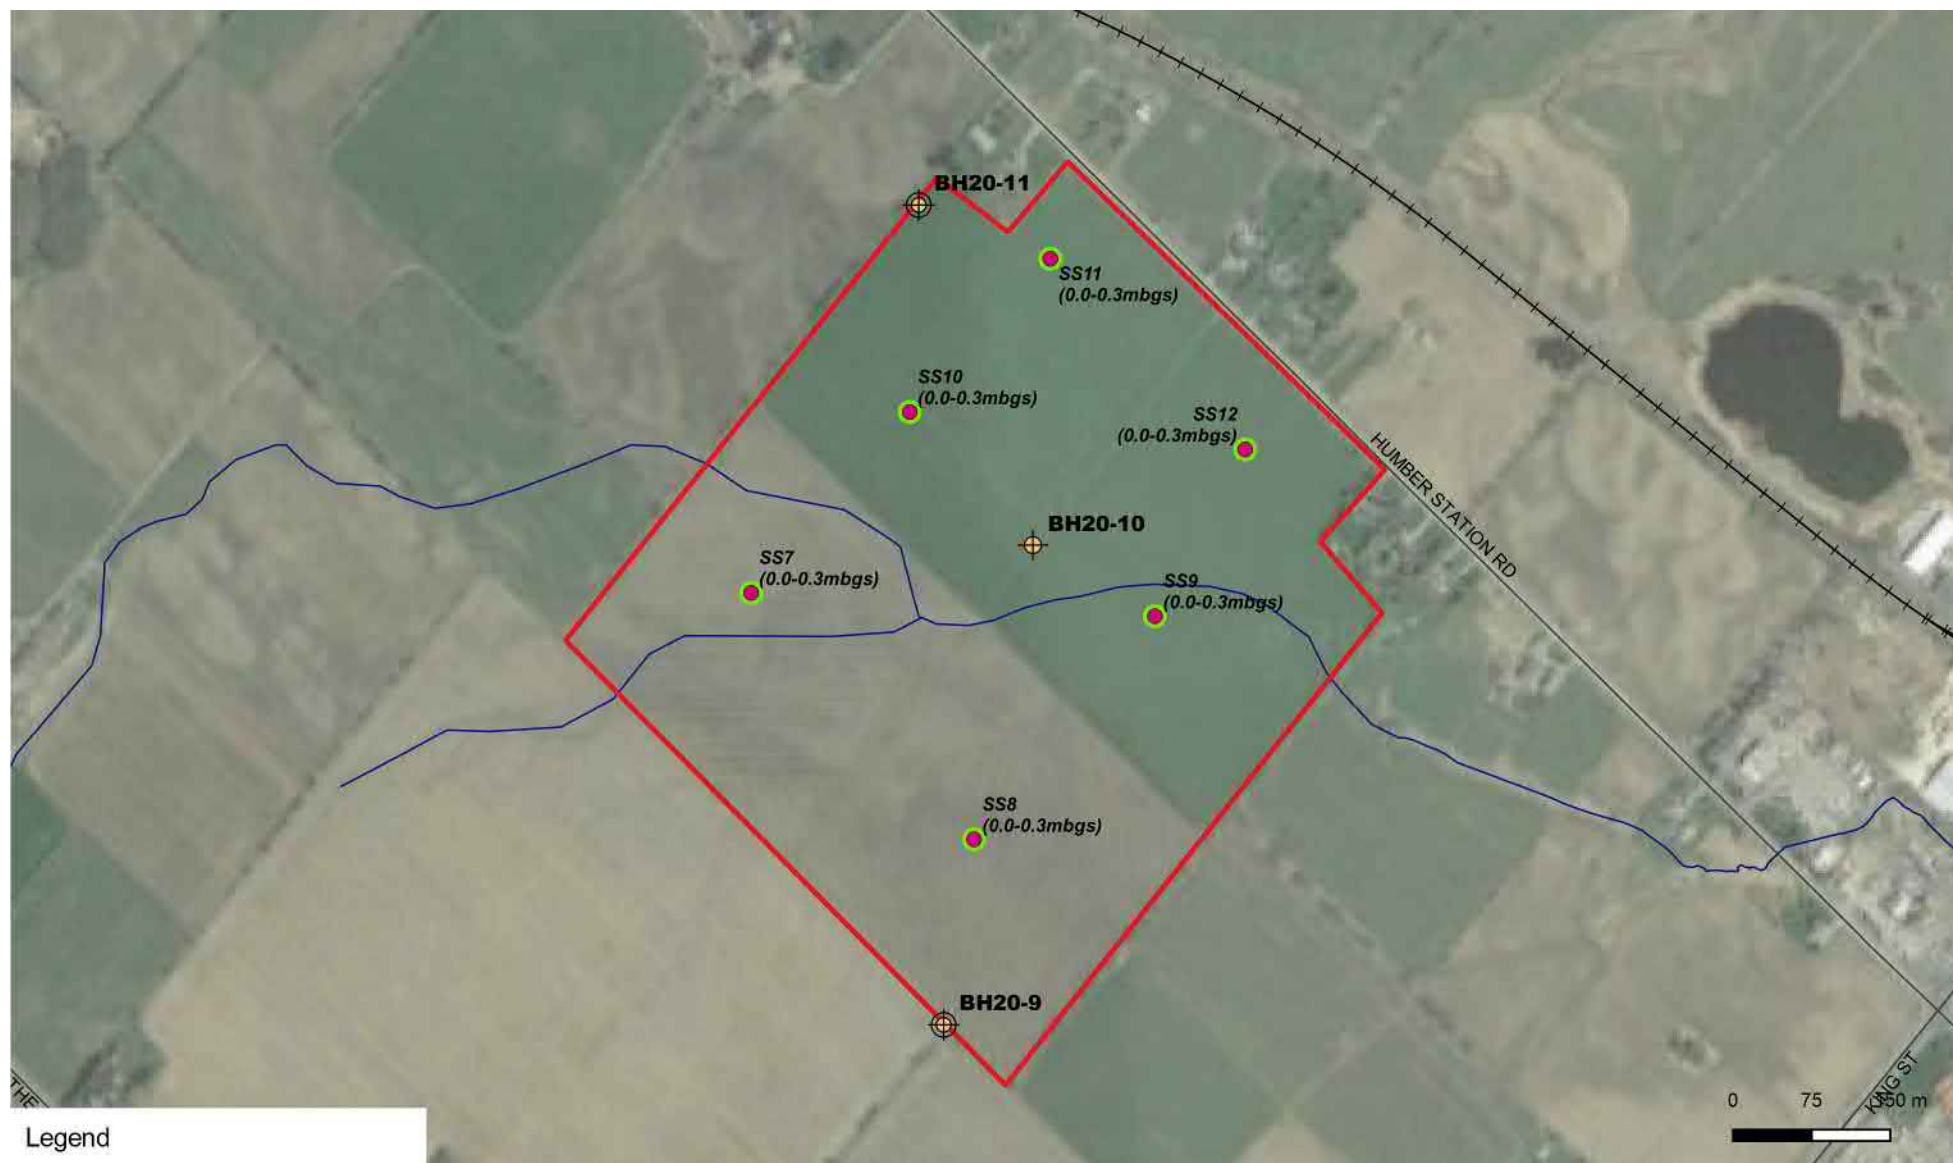 BH20-11
SS11
(0.0-0.3mbgs)
SS10
(0.0-0.3mbgs)
SS12
(0.0-0.3mbgs)
HUMBER STATION RD
BH20-10
SS7
(0.0-0.3mbgs)
SS9
(0.0-0.3mbgs)
SS8
(0.0-0.3mbgs)
BH20-9
KING ST
THE
0 75 150 m
Legend